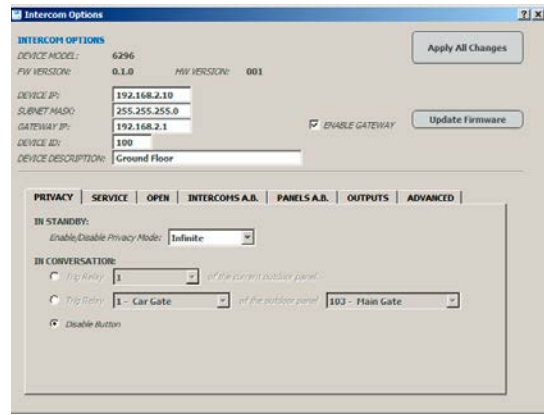 Intercom Options
INTERCOM OPTIONS
DEVICE MODEL: 6296
FW VERSION: 0.1.0 HW VERSION: 001
Apply All Changes
DEVICE IP: 192.168.2.10
SUBNET MASK: 255.255.255.0
GATEWAY IP: 192.168.2.1
ENABLE GATEWAY
Update Firmware
DEVICE ID: 100
DEVICE DESCRIPTION: Ground Floor
PRIVACY SERVICE OPEN INTERCOMS A.B. PANELS A.B. OUTPUTS ADVANCED
IN STANDBY:
Enable/Disable Privacy Mode: Infinite
IN CONVERSATION:
Trig Relay 1 of the current outdoor panel.
Trig Relay 1 - Car Gate of the outdoor panel 103 - Main Gate
Disable Button